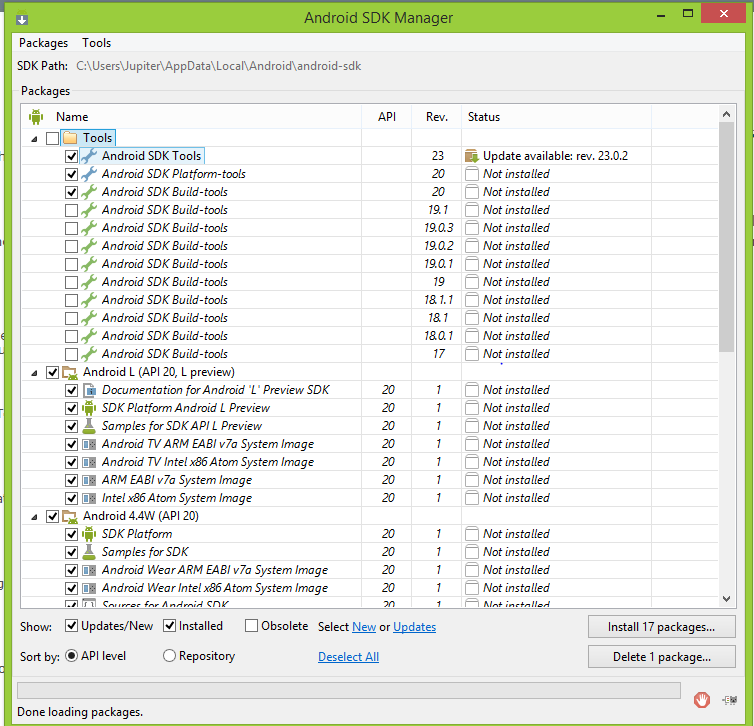 Android SDK Manager
Packages Tools
SDK Path: C:\Users\Jupiter\AppData\Local\Android\android-sdk
Packages
Name API Rev. Status
Tools
Android SDK Tools 23 Update available: rev. 23.0.2
Android SDK Platform-tools 20 Not installed
Android SDK Build-tools 20 Not installed
Android SDK Build-tools 19.1 Not installed
Android SDK Build-tools 19.0.3 Not installed
Android SDK Build-tools 19.0.2 Not installed
Android SDK Build-tools 19.0.1 Not installed
Android SDK Build-tools 19 Not installed
Android SDK Build-tools 18.1.1 Not installed
Android SDK Build-tools 18.1 Not installed
Android SDK Build-tools 18.0.1 Not installed
Android SDK Build-tools 17 Not installed
Android L (API 20, L preview)
Documentation for Android 'L' Preview SDK 20 1 Not installed
SDK Platform Android L Preview 20 1 Not installed
Samples for SDK API L Preview 20 1 Not installed
Android TV ARM EABI v7a System Image 20 1 Not installed
Android TV Intel x86 Atom System Image 20 1 Not installed
ARM EABI v7a System Image 20 1 Not installed
Intel x86 Atom System Image 20 1 Not installed
Android 4.4W (API 20)
SDK Platform 20 1 Not installed
Samples for SDK 20 1 Not installed
Android Wear ARM EABI v7a System Image 20 1 Not installed
Android Wear Intel x86 Atom System Image 20 1 Not installed
Sources for Android SDK 20 1 Not installed
Show: Updates/New Installed Obsolete Select New or Updates Install 17 packages...
Sort by: API level Repository Deselect All Delete 1 package...
Done loading packages.